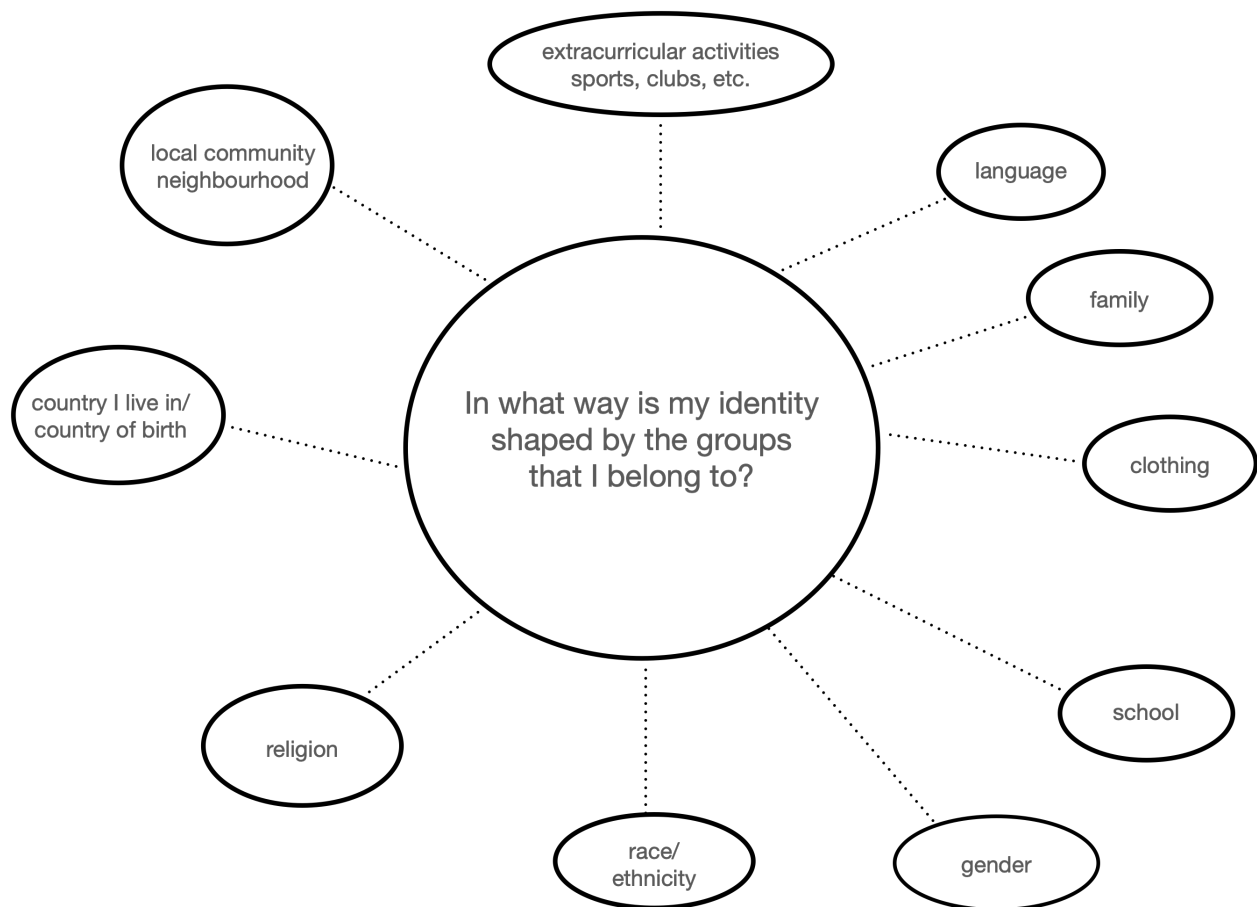 extracurricular activities
sports, clubs, etc.
local community
neighbourhood
language
family
In what way is my identity
shaped by the groups
that I belong to?
country I live in/
country of birth
clothing
school
religion
race/
ethnicity
gender